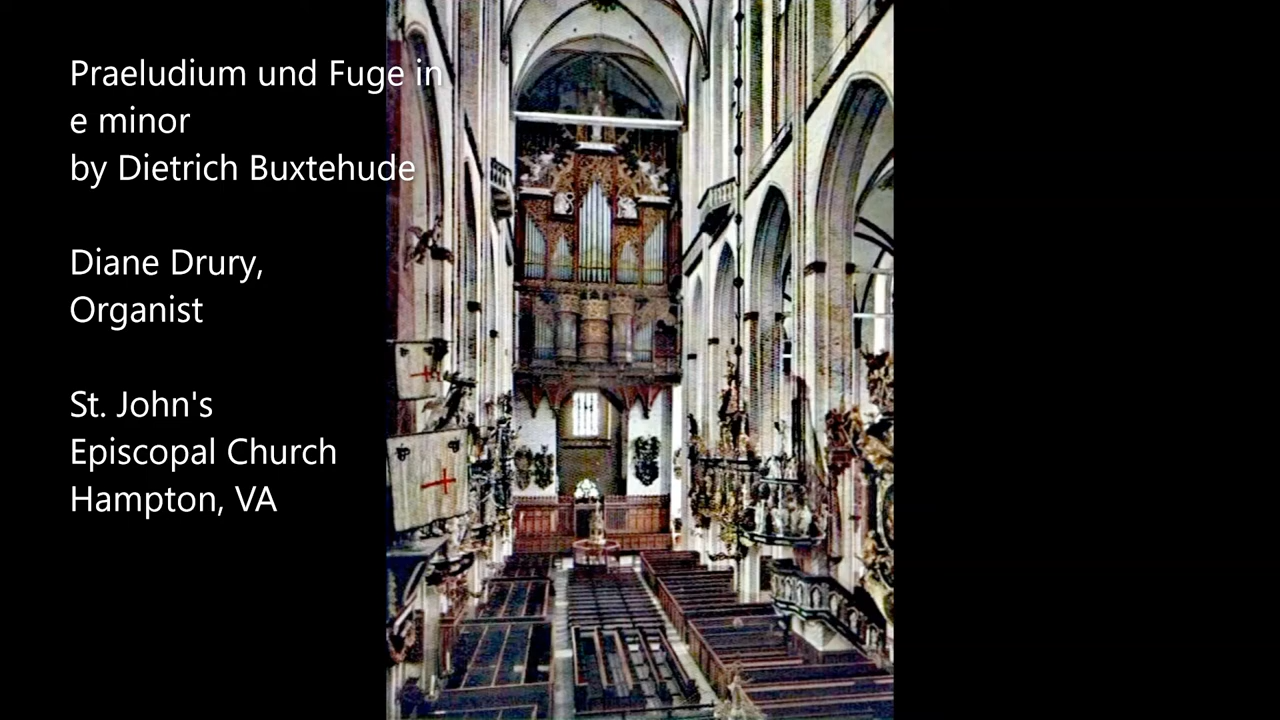 Praeludium und Fuge in
e minor
by Dietrich Buxtehude
Diane Drury,
Organist
St. John's
Episcopal Church
Hampton, VA